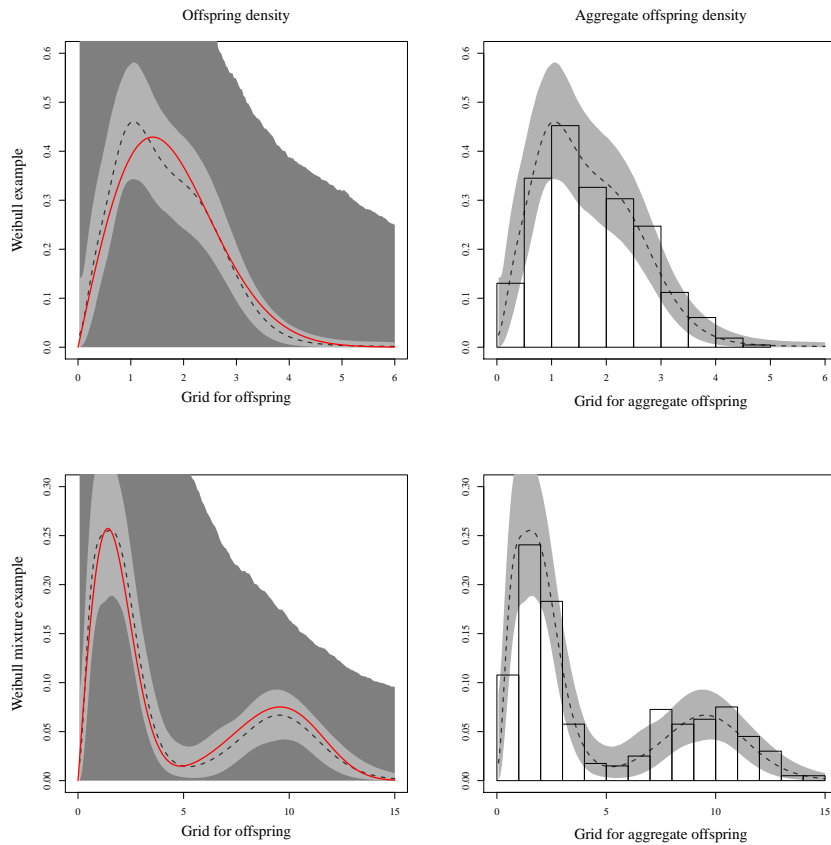 Offspring density
Aggregate offspring density
Weibull example
0.0 0.1 0.2 0.3 0.4 0.5 0.6
0 1 2 3 4 5 6
Grid for offspring
0.0 0.1 0.2 0.3 0.4 0.5 0.6
0 1 2 3 4 5 6
Grid for aggregate offspring
Weibull mixture example
0.00 0.05 0.10 0.15 0.20 0.25 0.30
0 5 10 15
Grid for offspring
0.00 0.05 0.10 0.15 0.20 0.25 0.30
0 5 10 15
Grid for aggregate offspring